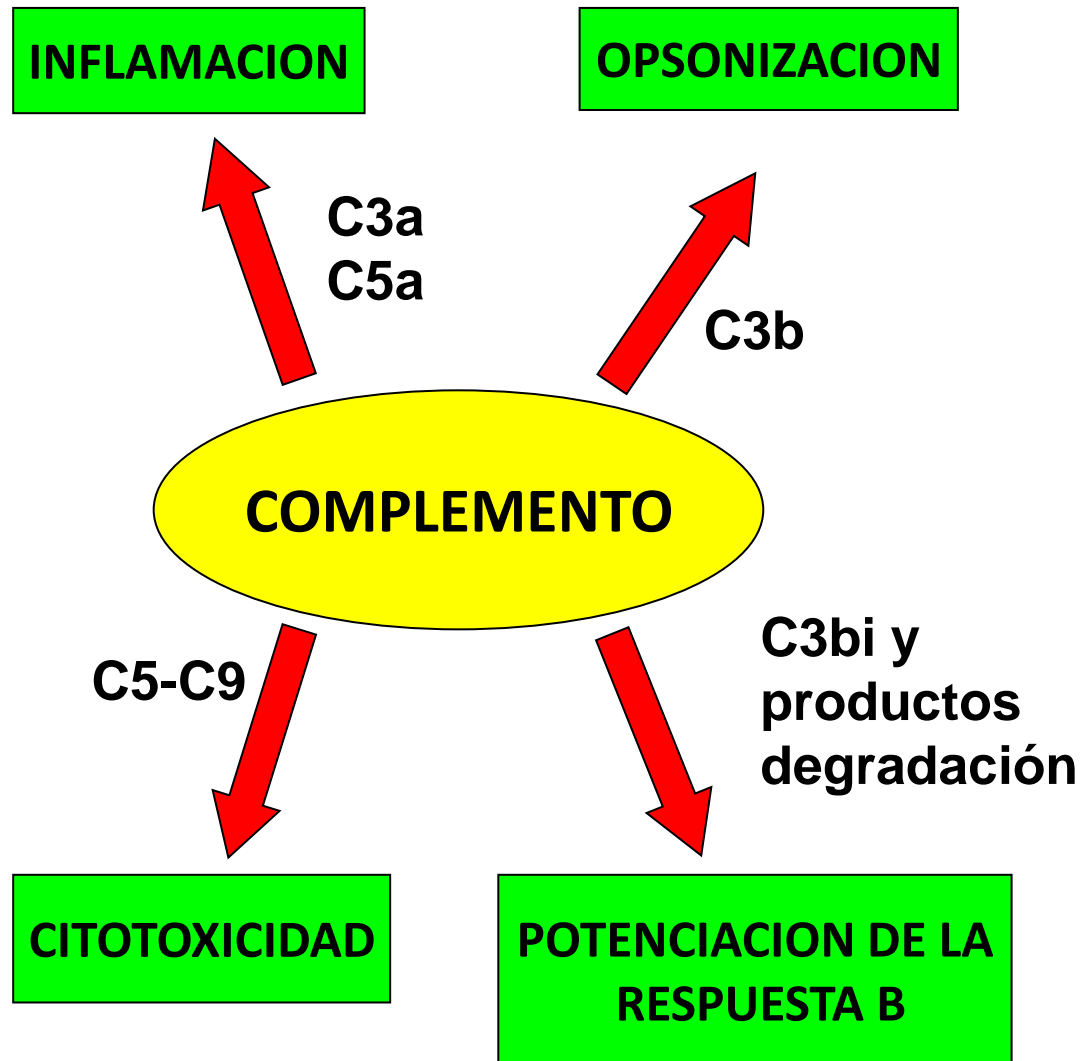 INFLAMACION
OPSONIZACION
C3a
C5a
C3b
COMPLEMENTO
C5-C9
C3bi y
productos
degradación
CITOTOXICIDAD
POTENCIACION DE LA
RESPUESTA B